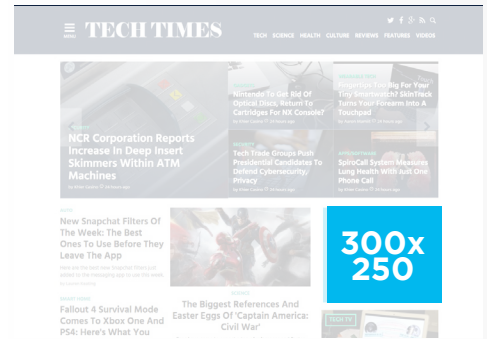 TECH TIMES
MENU
TECH SCIENCE HEALTH CULTURE REVIEWS FEATURES VIDEOS
NCR Corporation Reports
Increase In Deep Insert
Skimmers Within ATM
Machines
Nintendo To Get Rid Of
Optical Discs, Return To
Cartridges For NX Console?
Fingertips Too Big For Your
Tiny Smartwatch? SkinTrack
Turns Your Forearm Into A
Touchpad
Tech Trade Groups Push
Presidential Candidates To
Defend Cybersecurity,
Privacy
SpiroCall System Measures
Lung Health With Just One
Phone Call
New Snapchat Filters Of
The Week: The Best
Ones To Use Before They
Leave The App
Fallout 4 Survival Mode
Comes To Xbox One And
PS4: Here's What You
SCIENCE
The Biggest References And
Easter Eggs Of 'Captain America:
Civil War'
300x
250
TECH TV